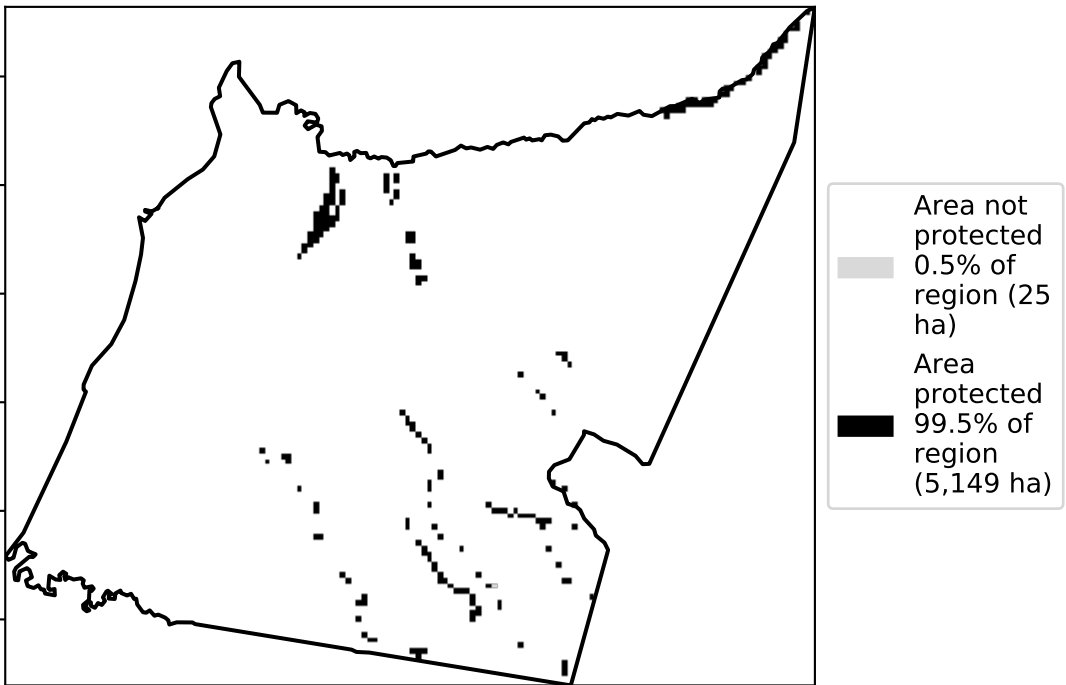 Area not
protected
0.5% of
region (25
ha)
Area
protected
99.5% of
region
(5,149 ha)